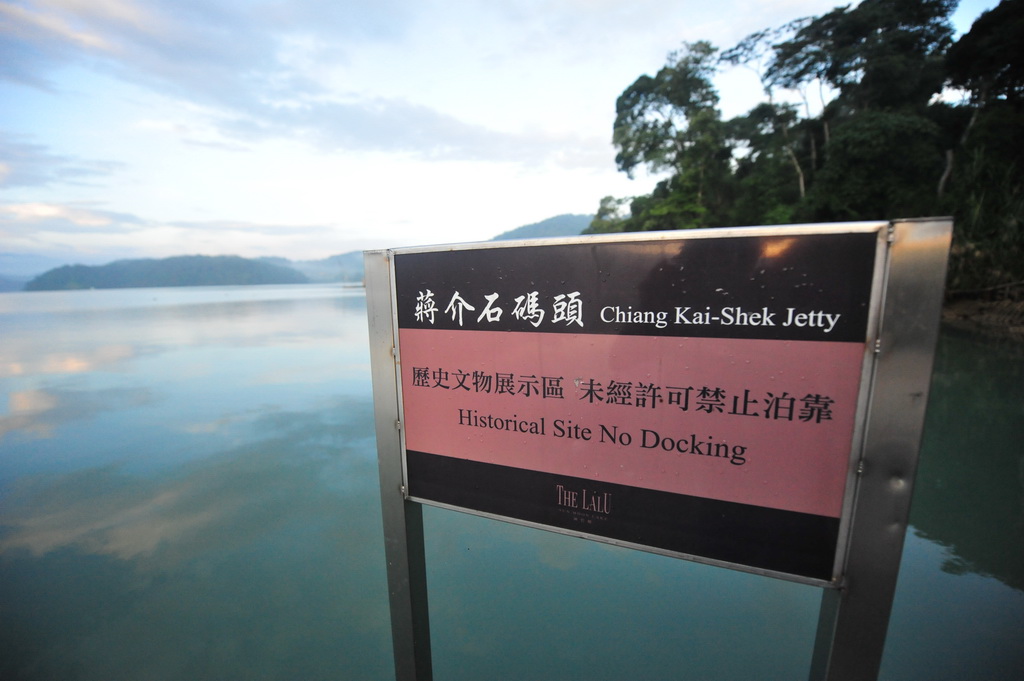 蔣介石碼頭 Chiang Kai-Shek Jetty
歷史文物展示區 未經許可禁止泊靠
Historical Site No Docking
THE LALU